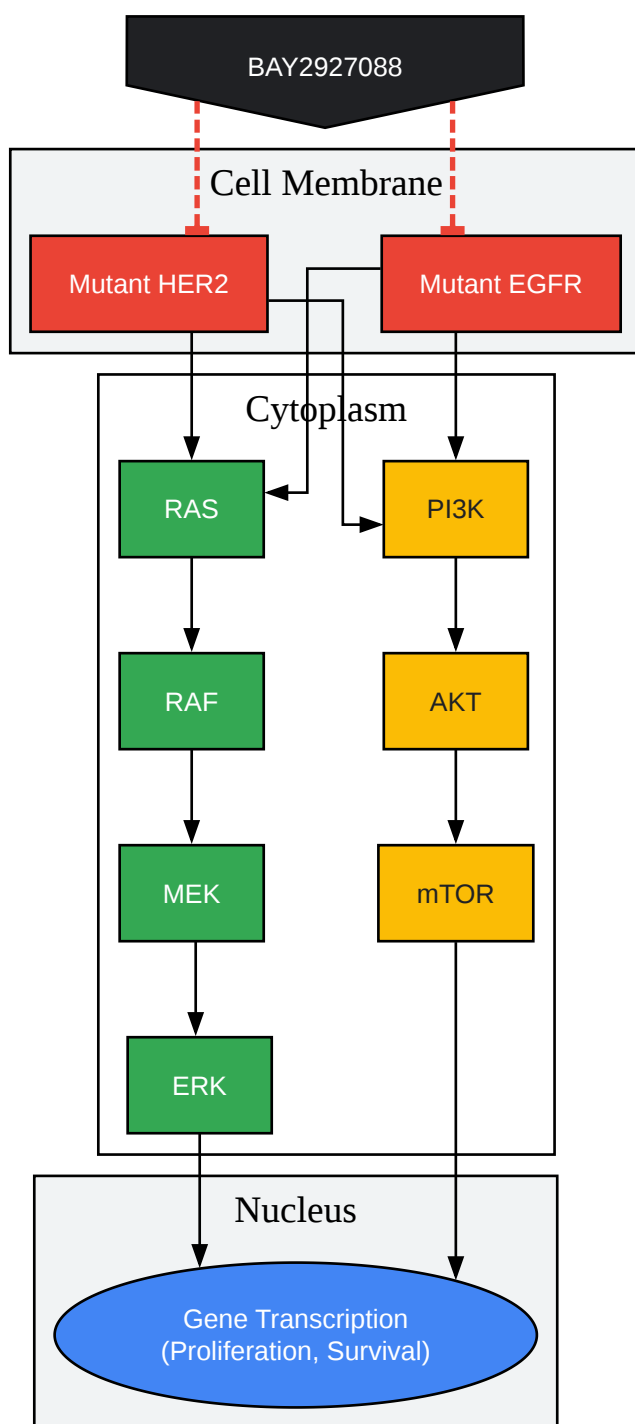 BAY2927088
Cell Membrane
Mutant HER2
Mutant EGFR
Cytoplasm
RAS
PI3K
RAF
AKT
MEK
mTOR
ERK
Nucleus
Gene Transcription
(Proliferation, Survival)